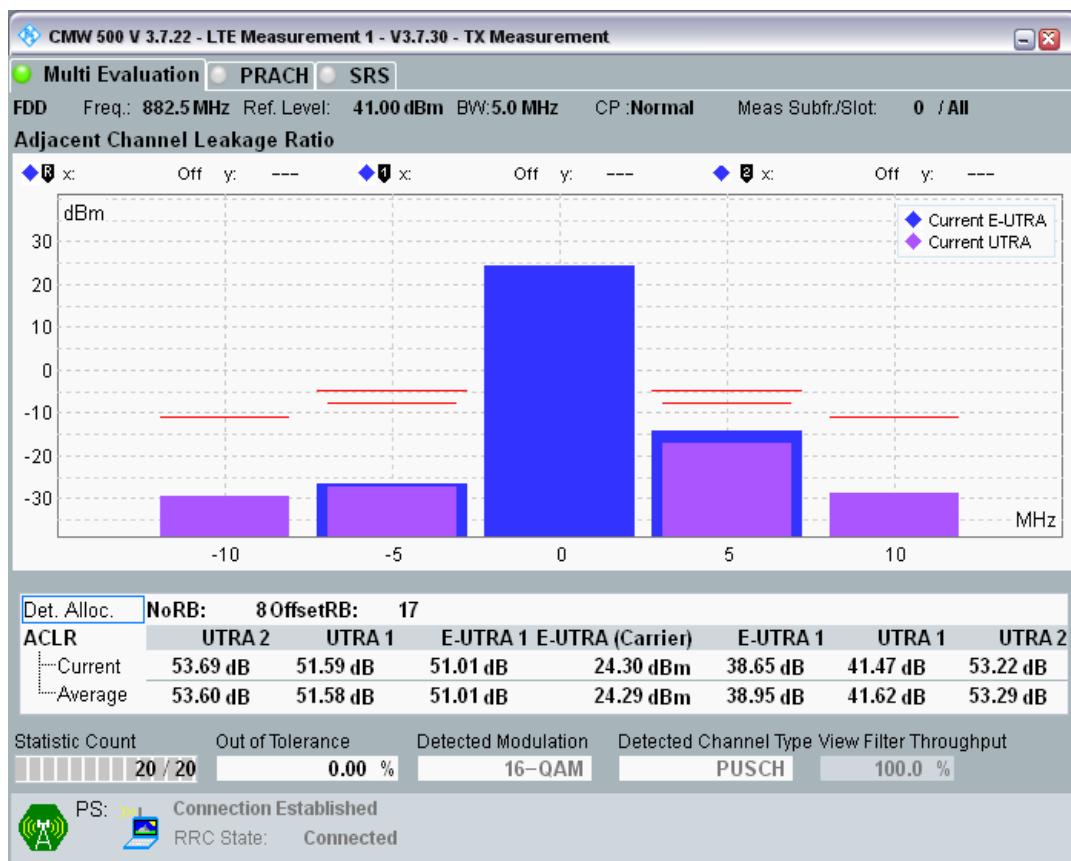 CMW 500 V 3.7.22 - LTE Measurement 1 - V3.7.30 - TX Measurement
Multi Evaluation PRACH SRS
FDD Freq.: 882.5 MHz Ref. Level: 41.00 dBm BW:5.0 MHz CP :Normal Meas Subfr./Slot: 0 / All
Adjacent Channel Leakage Ratio
R x: Off y: --- 1 x: Off y: --- 2 x: Off y: ---
dBm
Current E-UTRA
Current UTRA
30
20
10
0
-10
-20
-30
MHz
-10 -5 0 5 10
Det. Alloc. NoRB: 8 OffsetRB: 17
ACLR UTRA 2 UTRA 1 E-UTRA 1 E-UTRA (Carrier) E-UTRA 1 UTRA 1 UTRA 2
Current 53.69 dB 51.59 dB 51.01 dB 24.30 dBm 38.65 dB 41.47 dB 53.22 dB
Average 53.60 dB 51.58 dB 51.01 dB 24.29 dBm 38.95 dB 41.62 dB 53.29 dB
Statistic Count Out of Tolerance Detected Modulation Detected Channel Type View Filter Throughput
20 / 20 0.00 % 16-QAM PUSCH 100.0 %
PS: Connection Established
RRC State: Connected